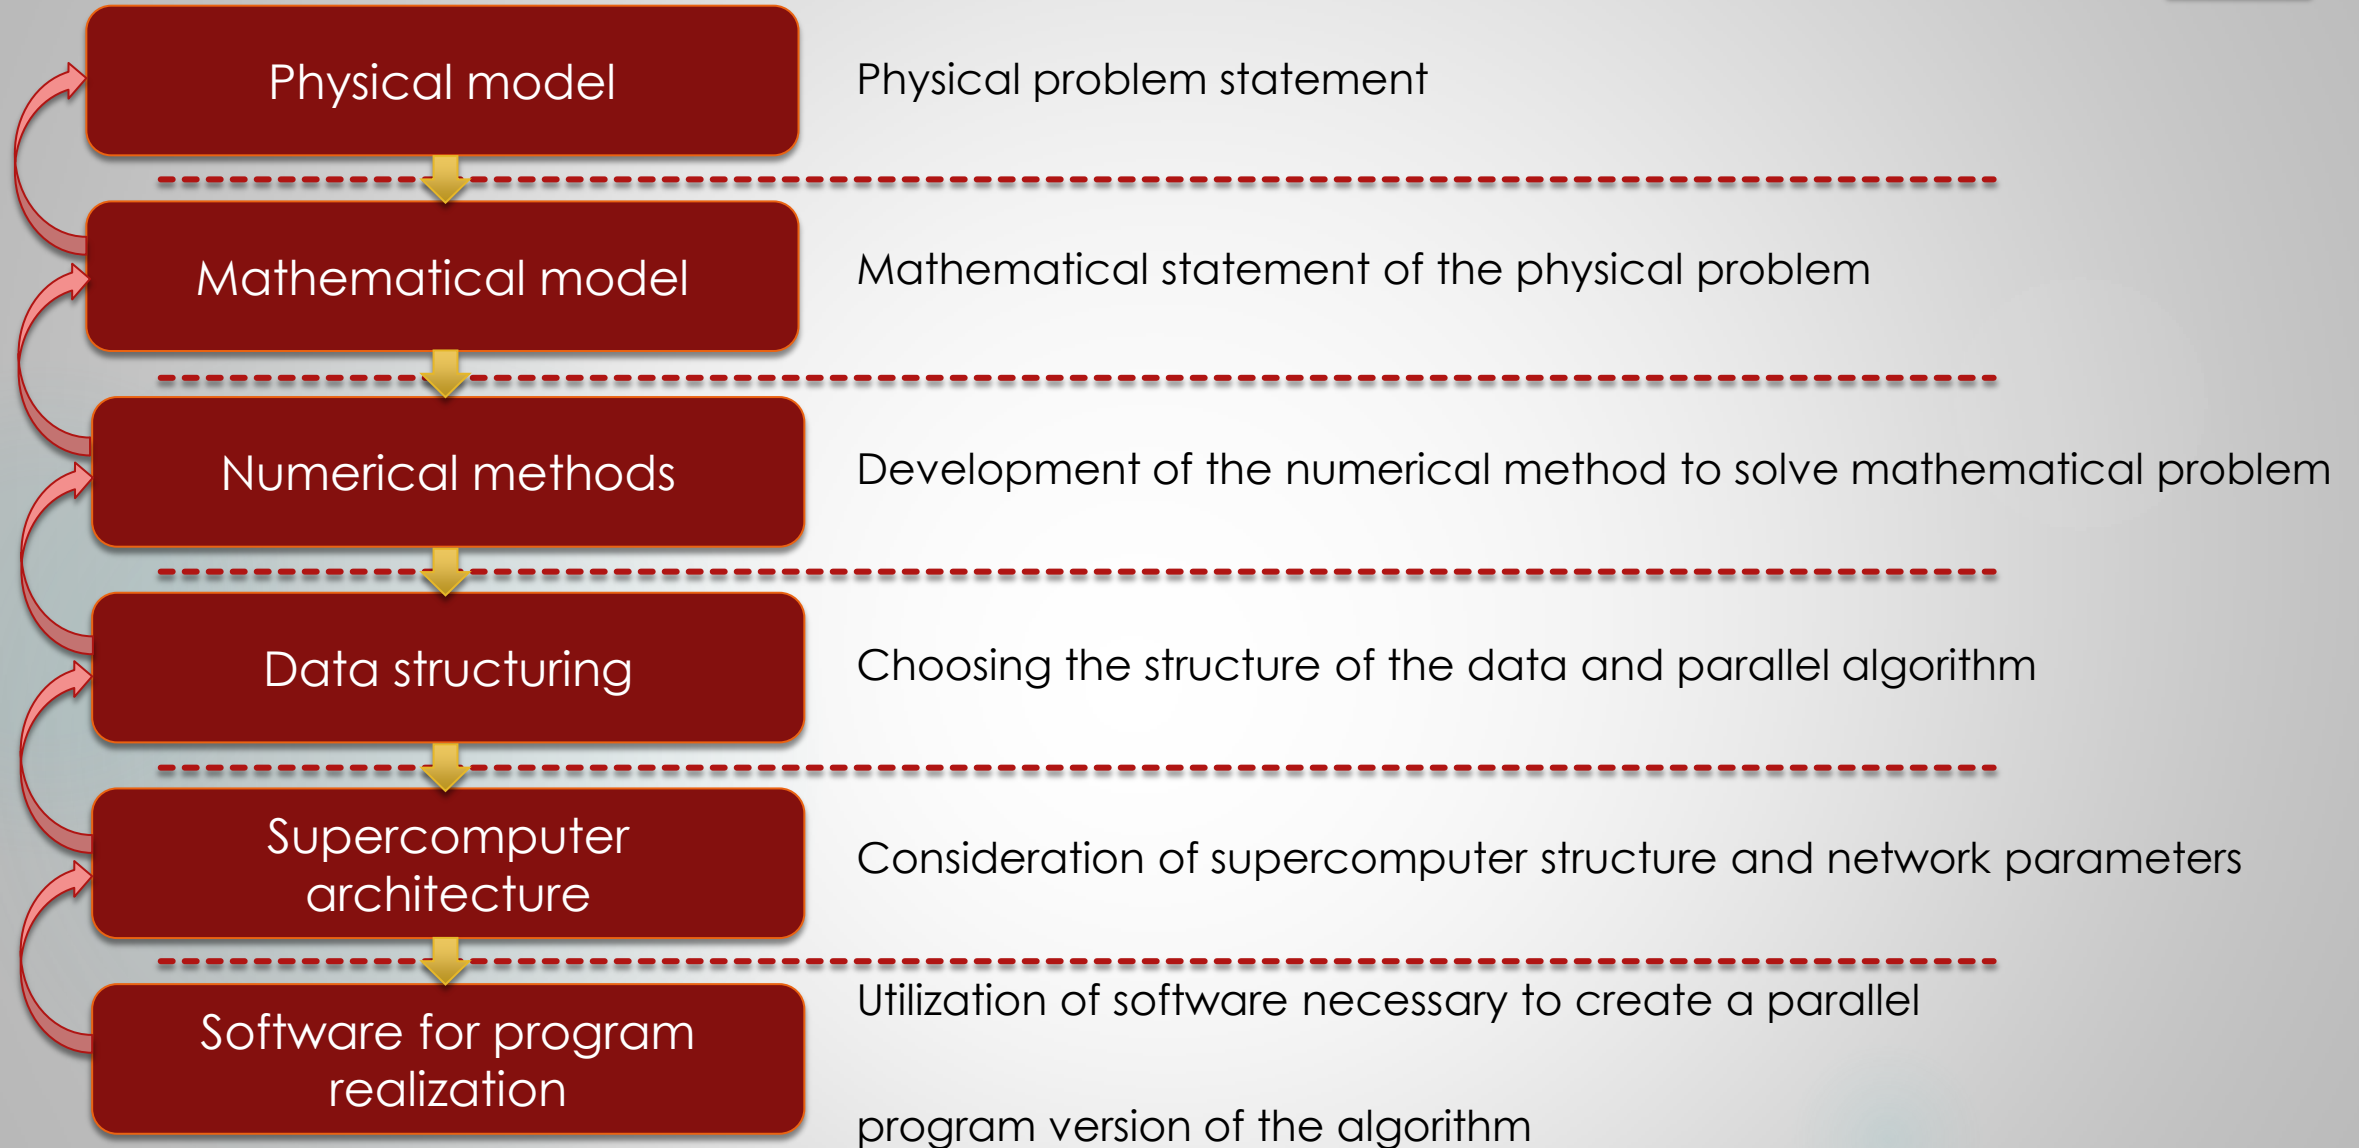 Physical model
Physical problem statement
Mathematical model
Mathematical statement of the physical problem
Numerical methods
Development of the numerical method to solve mathematical problem
Data structuring
Choosing the structure of the data and parallel algorithm
Supercomputer
architecture
Consideration of supercomputer structure and network parameters
Software for program
realization
Utilization of software necessary to create a parallel
program version of the algorithm